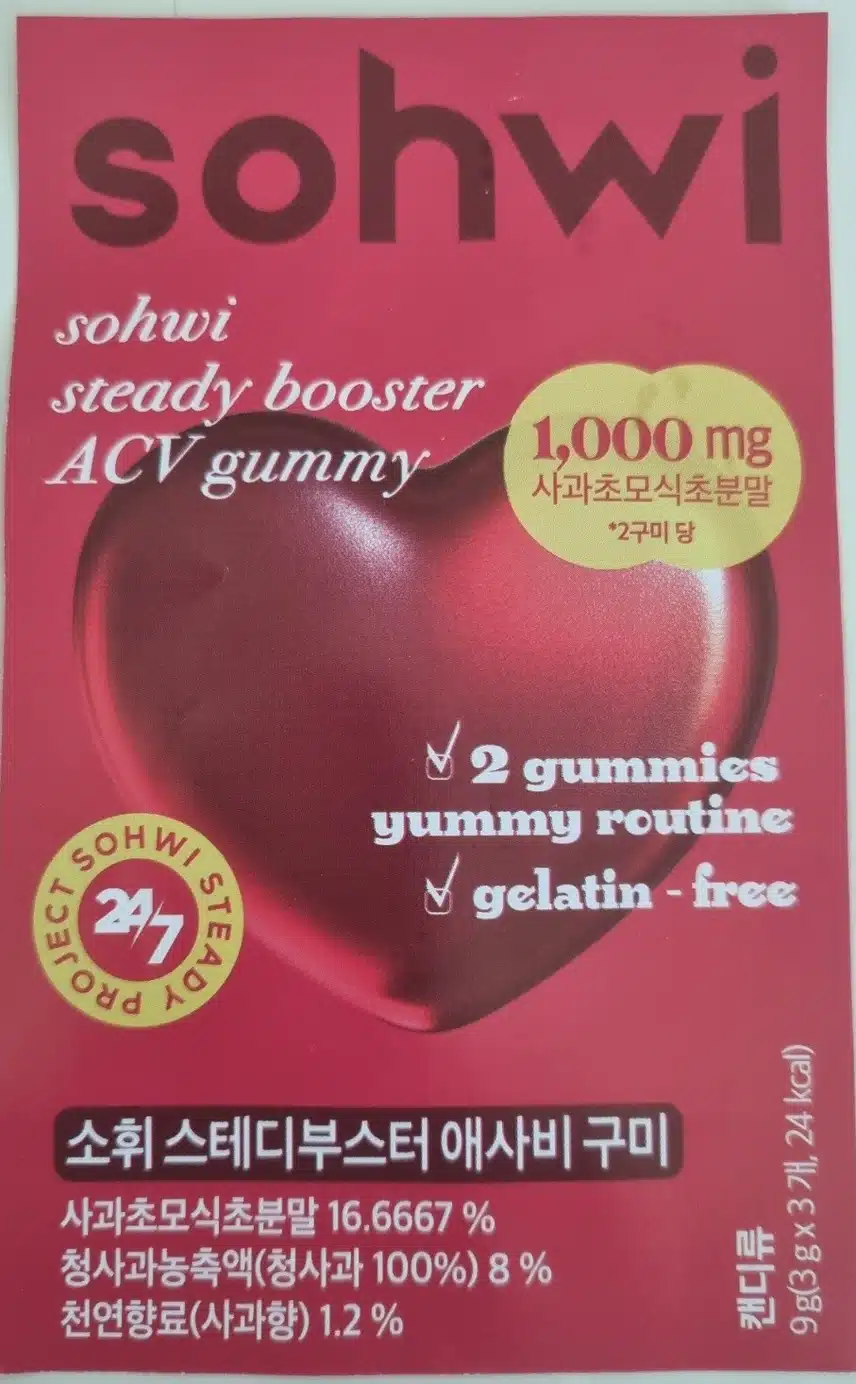 sohwi
sohwi
steady booster
ACV gummy
1,000 mg
사과초모식초분말
*2구미 당
2 gummies
yummy routine
gelatin - free
SOHWI STEADY PROJECT
24/7
소휘 스테디부스터 애사비 구미
사과초모식초분말 16.6667 %
청사과농축액(청사과 100%) 8 %
천연향료(사과향) 1.2 %
캔디류
9 g(3 g x 3 개, 24 kcal)